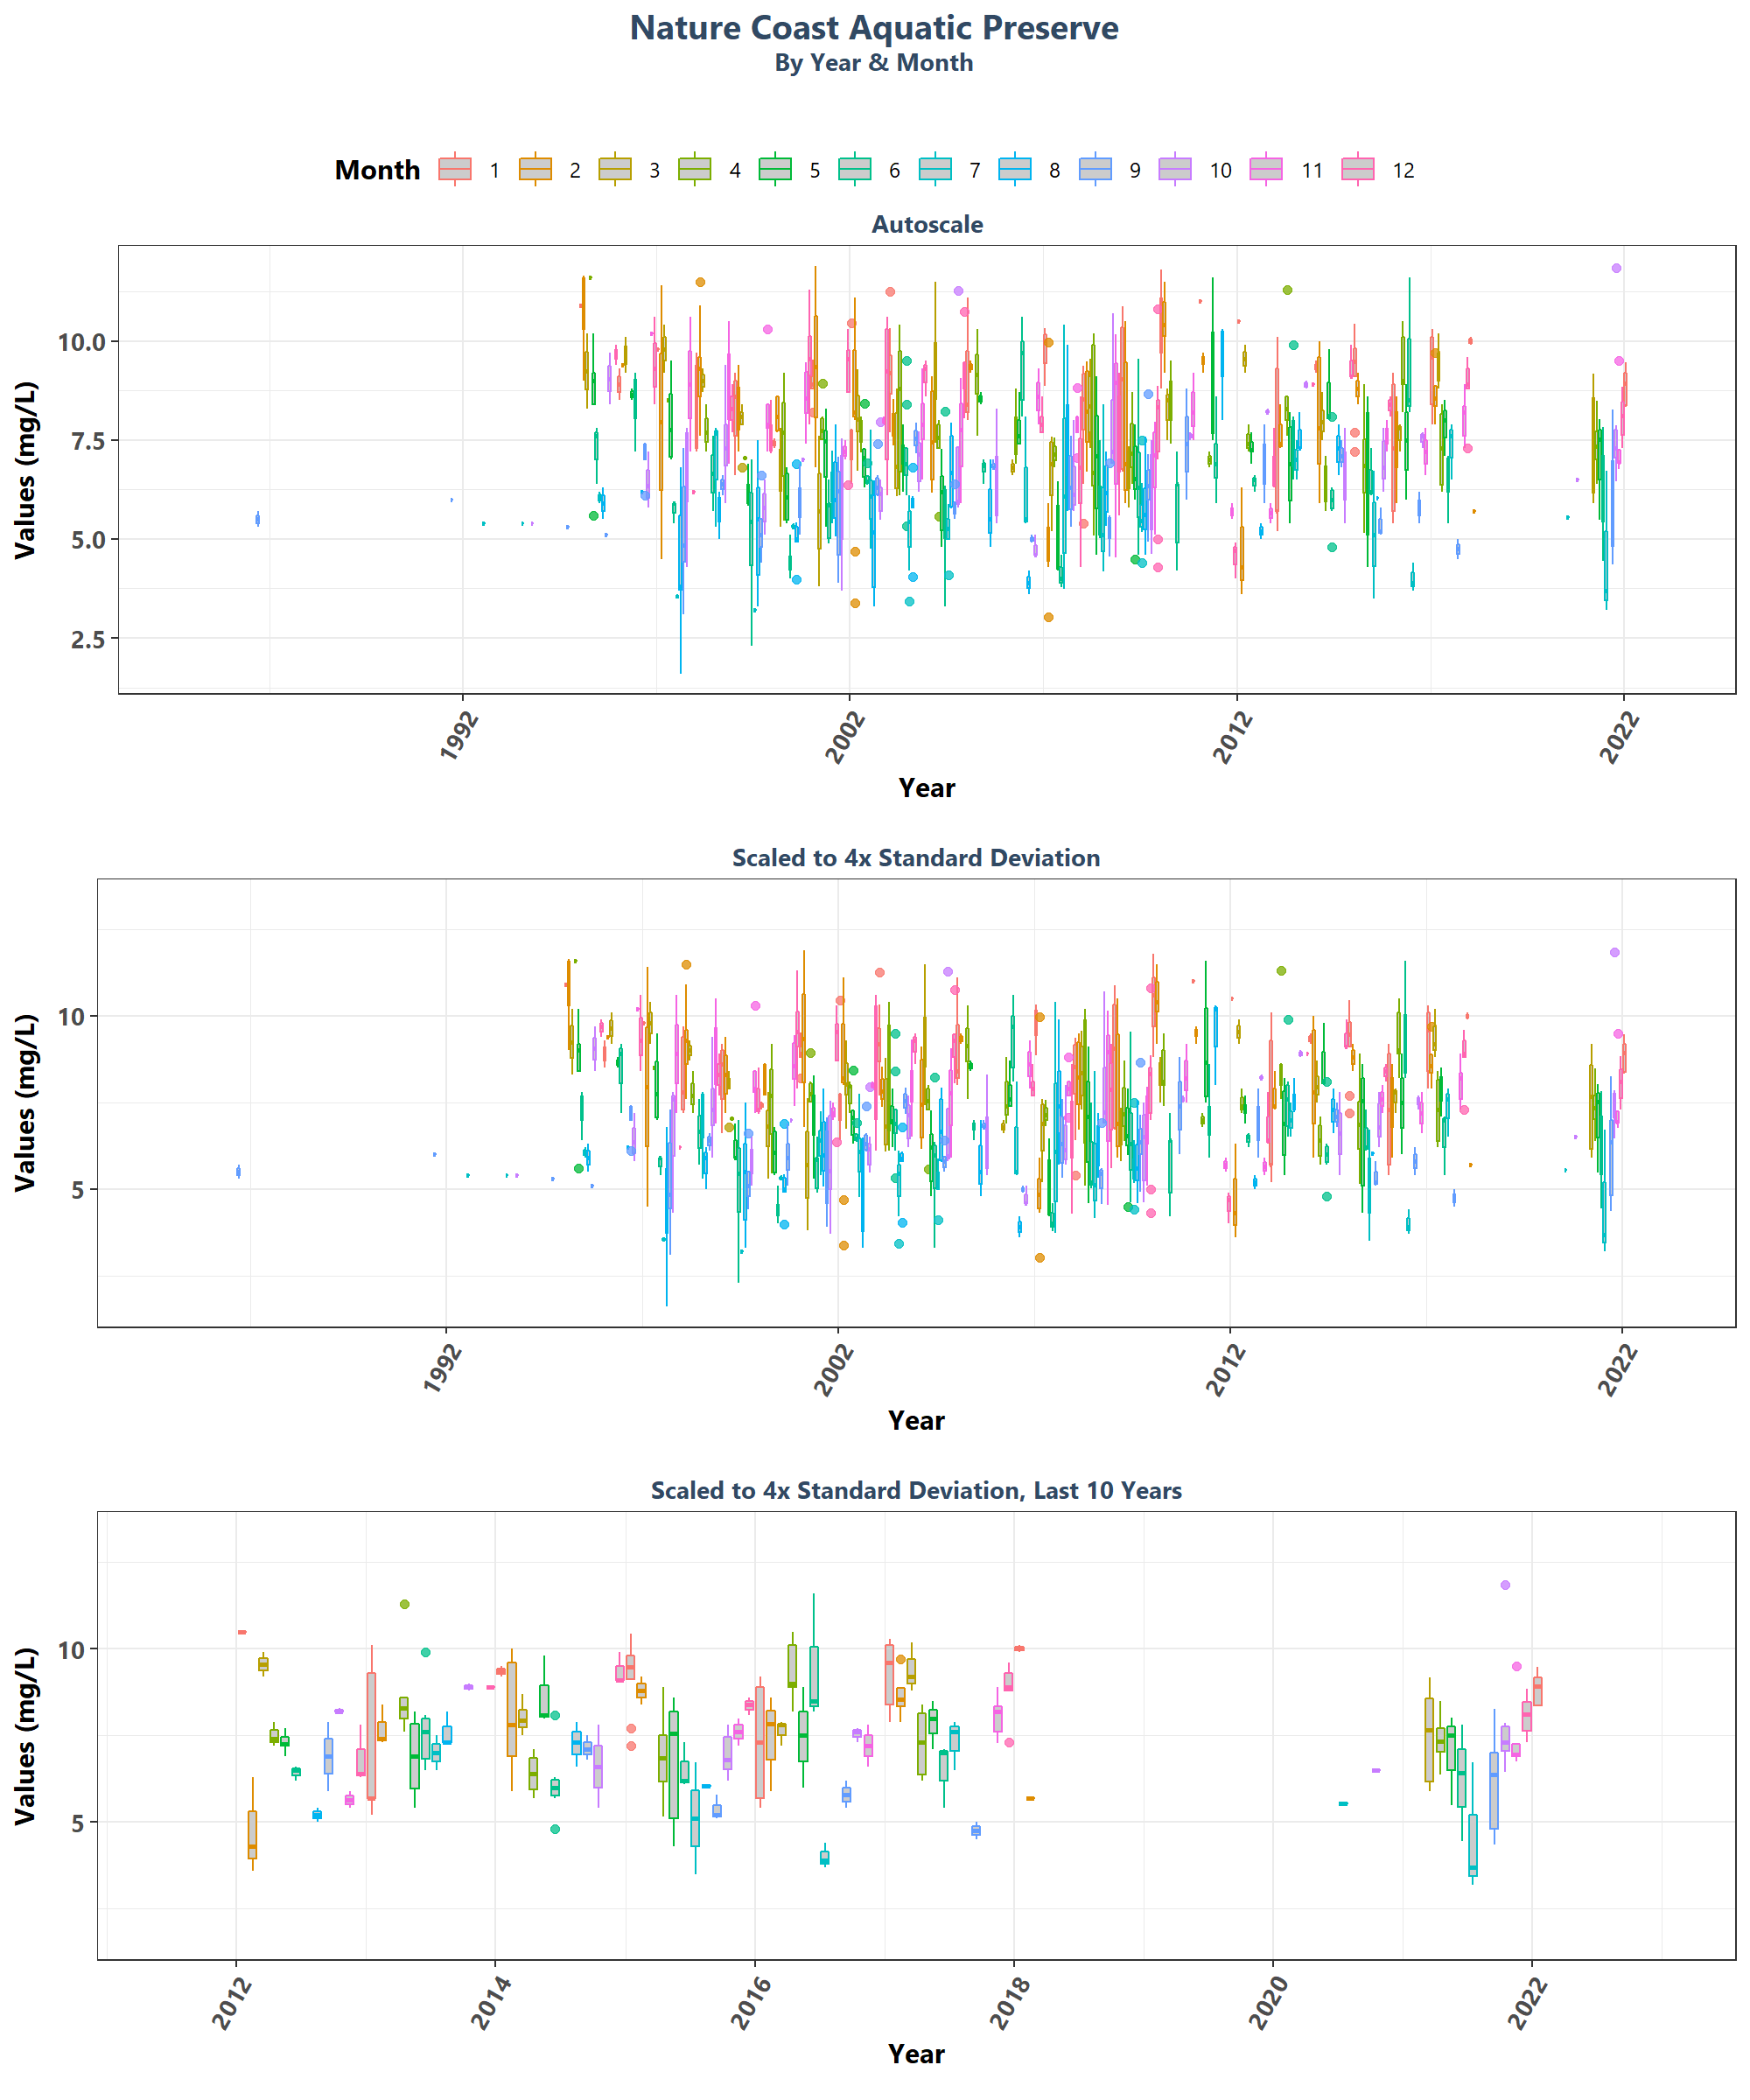 Nature Coast Aquatic Preserve
By Year & Month
Month 1 2 3 4 5 6 7 8 9 10 11 12
Autoscale
Values (mg/L)
10.0
7.5
5.0
2.5
1992 2002 2012 2022
Year
Scaled to 4x Standard Deviation
Values (mg/L)
10
5
1992 2002 2012 2022
Year
Scaled to 4x Standard Deviation, Last 10 Years
Values (mg/L)
10
5
2012 2014 2016 2018 2020 2022
Year